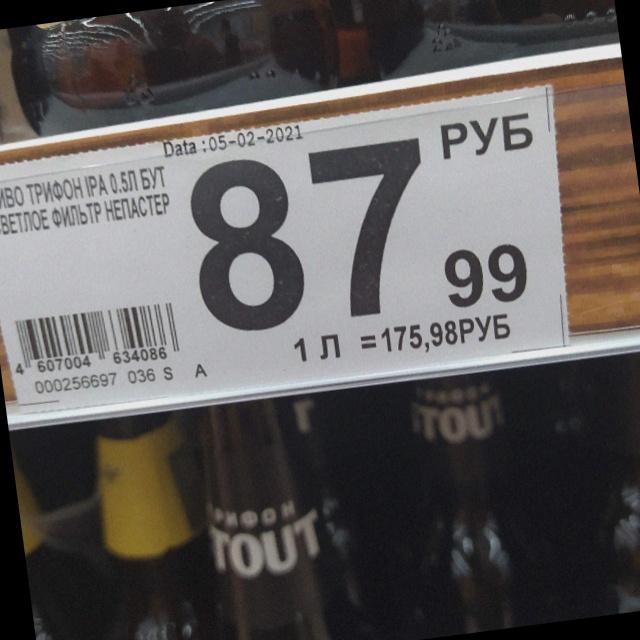 Data : 05-02-2021
ИВО ТРИФОН IPA 0.5Л БУТ
ВЕТЛОЕ ФИЛЬТР НЕПАСТЕР
87
РУБ
99
1 Л =175,98РУБ
4 607004 634086
000256697 036 S A
TOUT
TOUT